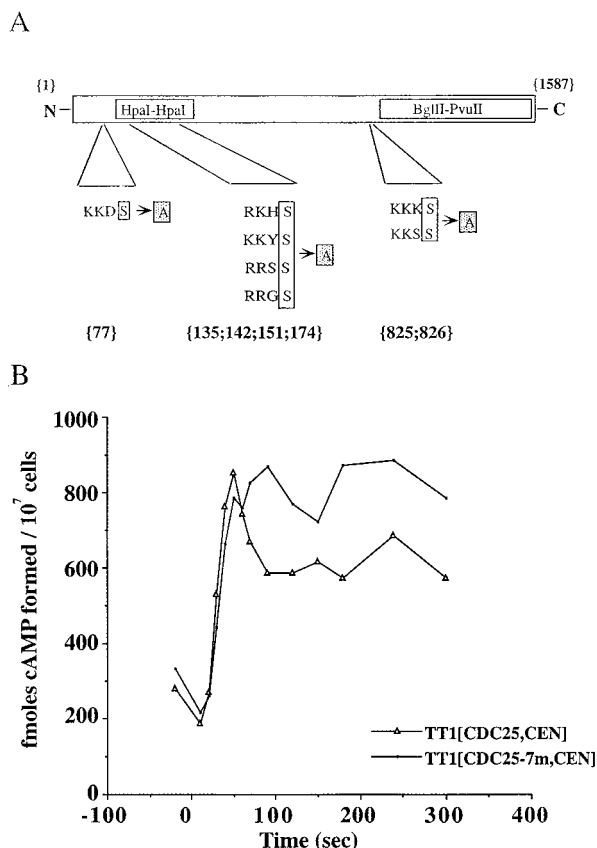 A
{1} {1587}
N HpaI-HpaI BglII-PvuII C
KKD S A
RKH S
KKY S
RRS S
RRG S
A
KKK S
KKS S
A
{77} {135;142;151;174} {825;826}
B
fmoles cAMP formed / 10⁷ cells
1000
800
600
400
200
0
-100 0 100 200 300 400
Time (sec)
TT1[CDC25,CEN]
TT1[CDC25-7m,CEN]